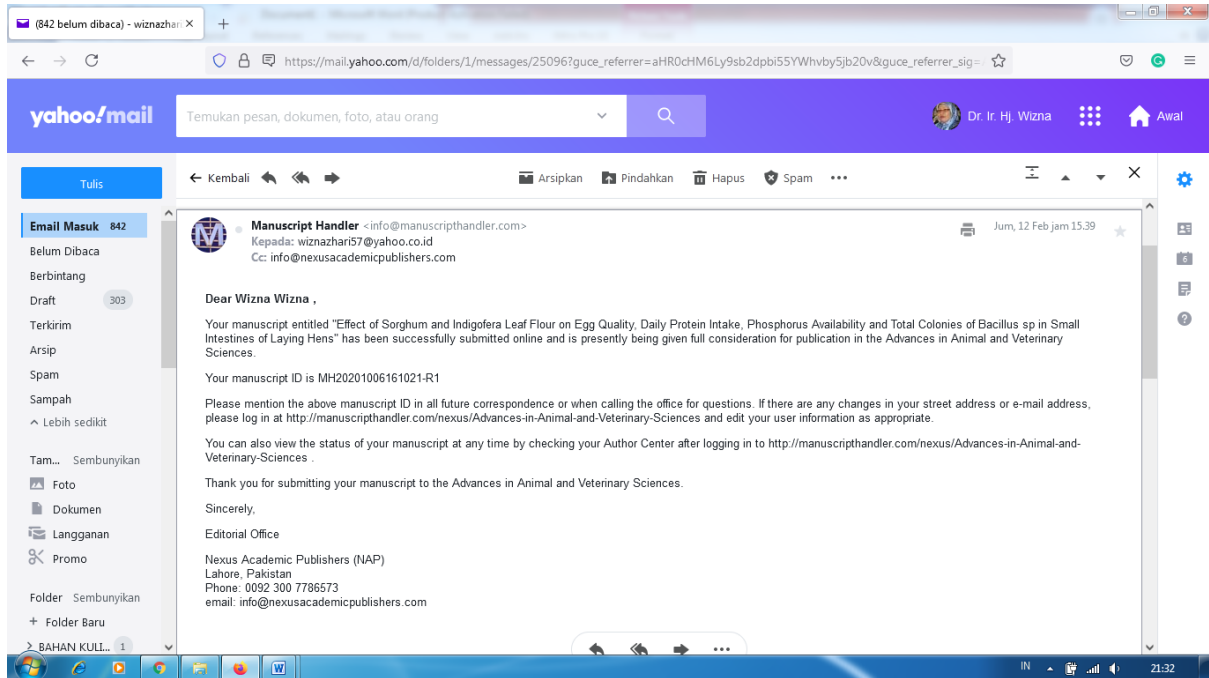 (842 belum dibaca) - wiznazhari
https://mail.yahoo.com/d/folders/1/messages/25096?guce_referrer=aHR0cHM6Ly9sb2dpbi55YWhvby5jb20v&guce_referrer_sig=
yahoo!mail
Temukan pesan, dokumen, foto, atau orang
Dr. Ir. Hj. Wizna
Awal
Tulis
Kembali
Arsipkan
Pindahkan
Hapus
Spam
Email Masuk 842
Belum Dibaca
Berbintang
Draft 303
Terkirim
Arsip
Spam
Sampah
Lebih sedikit
Tam... Sembunyikan
Foto
Dokumen
Langganan
Promo
Folder Sembunyikan
+ Folder Baru
> BAHAN KULI... 1
Manuscript Handler <info@manuscripthandler.com>
Jum, 12 Feb jam 15.39
Kepada: wiznazhari57@yahoo.co.id
Cc: info@nexusacademicpublishers.com
Dear Wizna Wizna ,
Your manuscript entitled "Effect of Sorghum and Indigofera Leaf Flour on Egg Quality, Daily Protein Intake, Phosphorus Availability and Total Colonies of Bacillus sp in Small
Intestines of Laying Hens" has been successfully submitted online and is presently being given full consideration for publication in the Advances in Animal and Veterinary
Sciences.
Your manuscript ID is MH20201006161021-R1
Please mention the above manuscript ID in all future correspondence or when calling the office for questions. If there are any changes in your street address or e-mail address,
please log in at http://manuscripthandler.com/nexus/Advances-in-Animal-and-Veterinary-Sciences and edit your user information as appropriate.
You can also view the status of your manuscript at any time by checking your Author Center after logging in to http://manuscripthandler.com/nexus/Advances-in-Animal-and-
Veterinary-Sciences .
Thank you for submitting your manuscript to the Advances in Animal and Veterinary Sciences.
Sincerely,
Editorial Office
Nexus Academic Publishers (NAP)
Lahore, Pakistan
Phone: 0092 300 7786573
email: info@nexusacademicpublishers.com
6
IN
21:32